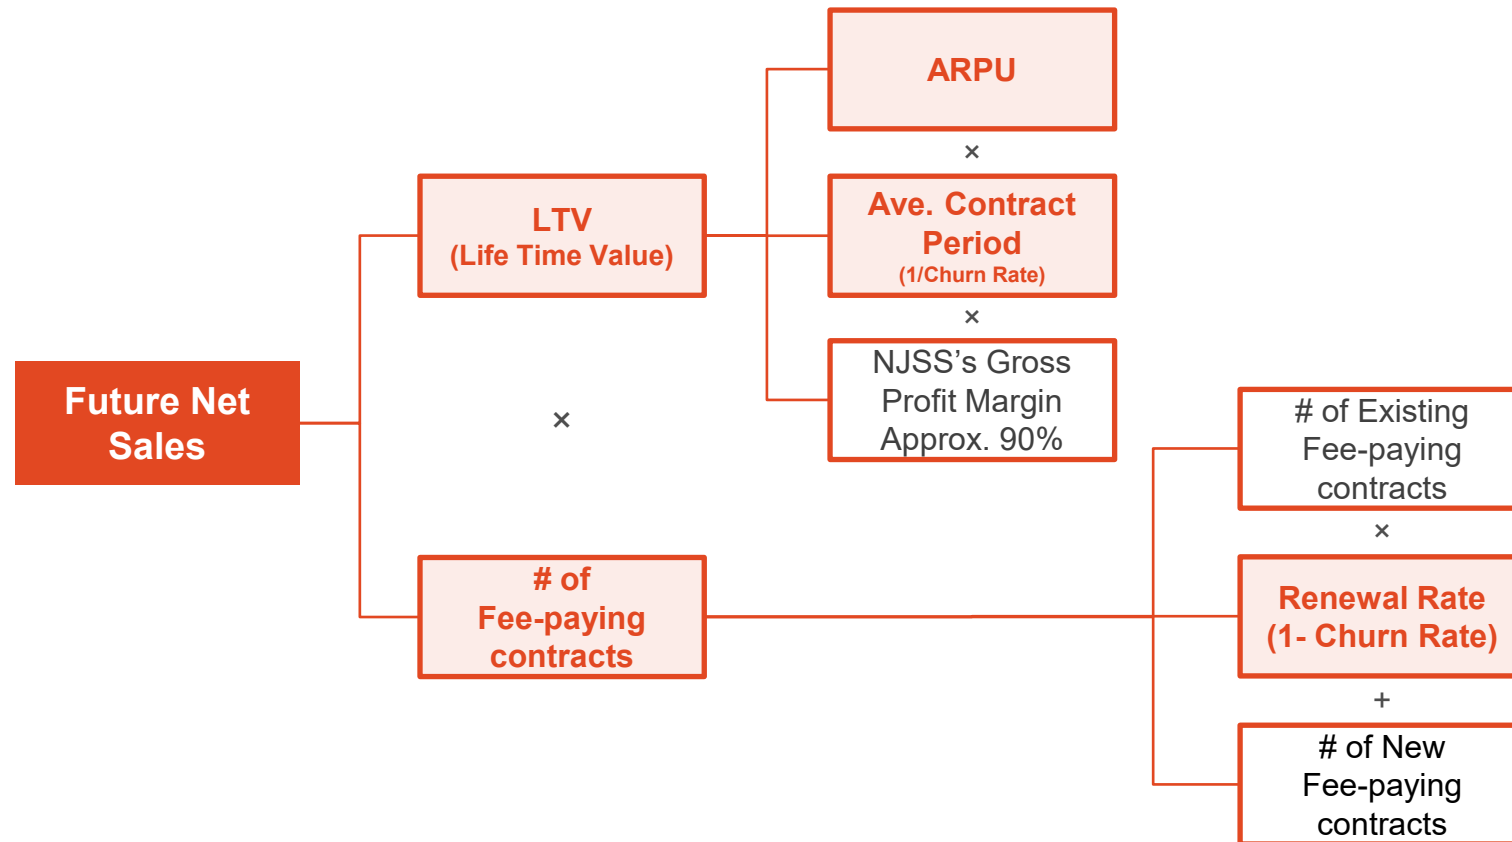 Future Net
Sales
LTV
(Life Time Value)
×
# of
Fee-paying
contracts
ARPU
×
Ave. Contract
Period
(1/Churn Rate)
×
NJSS's Gross
Profit Margin
Approx. 90%
# of Existing
Fee-paying
contracts
×
Renewal Rate
(1- Churn Rate)
+
# of New
Fee-paying
contracts